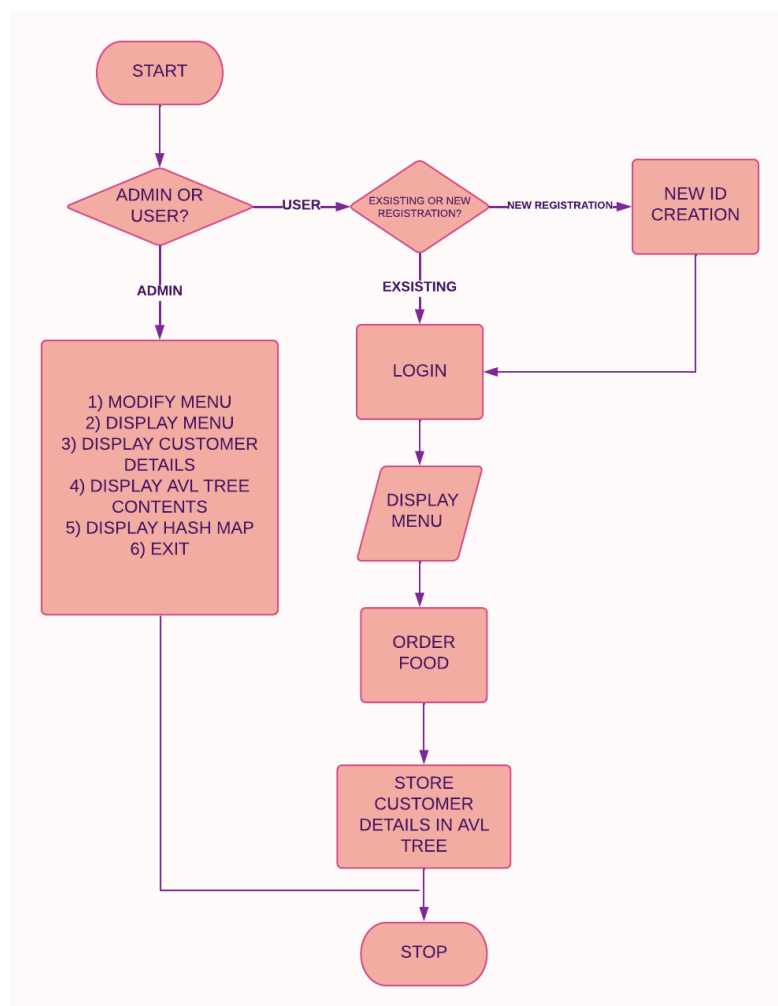 START
ADMIN OR
USER?
USER
EXSISTING OR NEW
REGISTRATION?
NEW REGISTRATION
NEW ID
CREATION
ADMIN
EXSISTING
LOGIN
1) MODIFY MENU
2) DISPLAY MENU
3) DISPLAY CUSTOMER
DETAILS
4) DISPLAY AVL TREE
CONTENTS
5) DISPLAY HASH MAP
6) EXIT
DISPLAY
MENU
ORDER
FOOD
STORE
CUSTOMER
DETAILS IN AVL
TREE
STOP